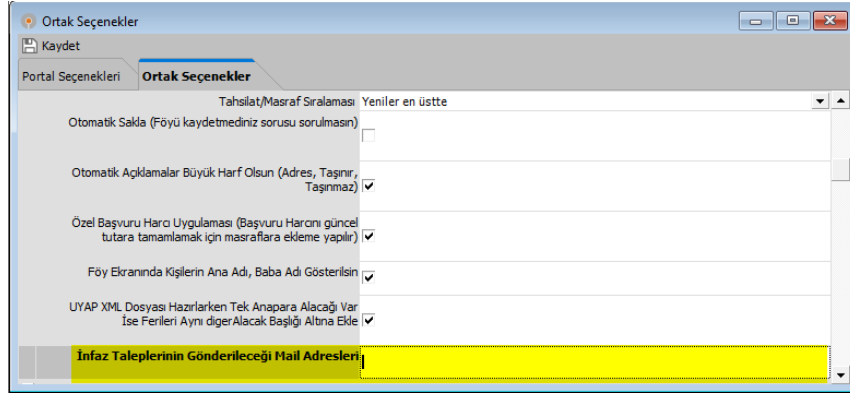 Ortak Seçenekler
Kaydet
Portal Seçenekleri Ortak Seçenekler
Tahsilat/Masraf Sıralaması Yeniler en üstte
Otomatik Sakla (Föyü kaydetmediniz sorusu sorulmasın)
Otomatik Açıklamalar Büyük Harf Olsun (Adres, Taşınır,
Taşınmaz)
Özel Başvuru Harcı Uygulaması (Başvuru Harcını güncel
tutara tamamlamak için masraflara ekleme yapılır)
Föy Ekranında Kişilerin Ana Adı, Baba Adı Gösterilsin
UYAP XML Dosyası Hazırlarken Tek Anapara Alacağı Var
İse Ferileri Aynı digerAlacak Başlığı Altına Ekle
İnfaz Taleplerinin Gönderileceği Mail Adresleri